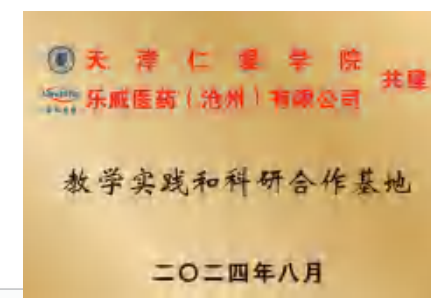 天津仁爱学院
乐威医药（沧州）有限公司
共建
教学实践和科研合作基地
二〇二四年八月